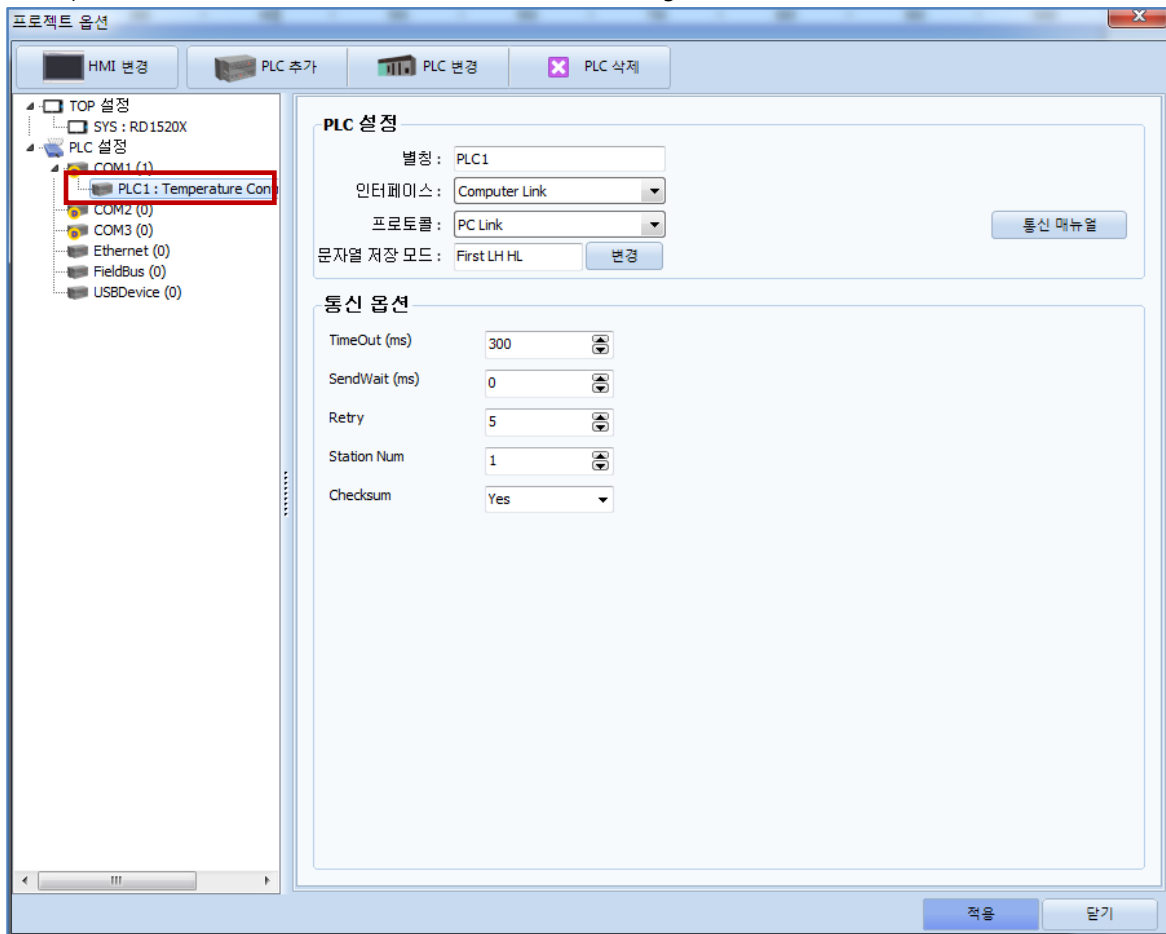 프로젝트 옵션
HMI 변경
PLC 추가
PLC 변경
PLC 삭제
TOP 설정
SYS : RD1520X
PLC 설정
COM1 (1)
PLC1 : Temperature Cont
COM2 (0)
COM3 (0)
Ethernet (0)
FieldBus (0)
USBDevice (0)
PLC 설정
별칭 : PLC1
인터페이스 : Computer Link
프로토콜 : PC Link
통신 매뉴얼
문자열 저장 모드 : First LH HL 변경
통신 옵션
TimeOut (ms) 300
SendWait (ms) 0
Retry 5
Station Num 1
Checksum Yes
적용 닫기